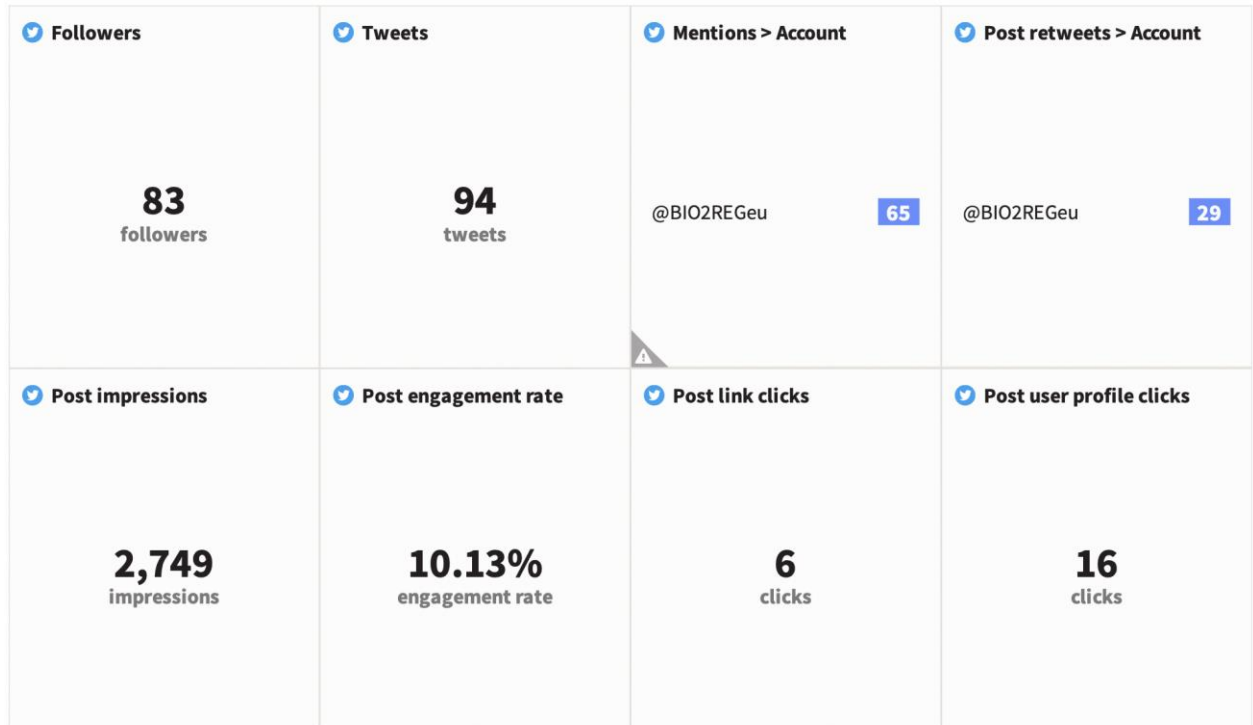 Followers
83
followers
Tweets
94
tweets
Mentions > Account
@BIO2REGeu 65
Post retweets > Account
@BIO2REGeu 29
Post impressions
2,749
impressions
Post engagement rate
10.13%
engagement rate
Post link clicks
6
clicks
Post user profile clicks
16
clicks